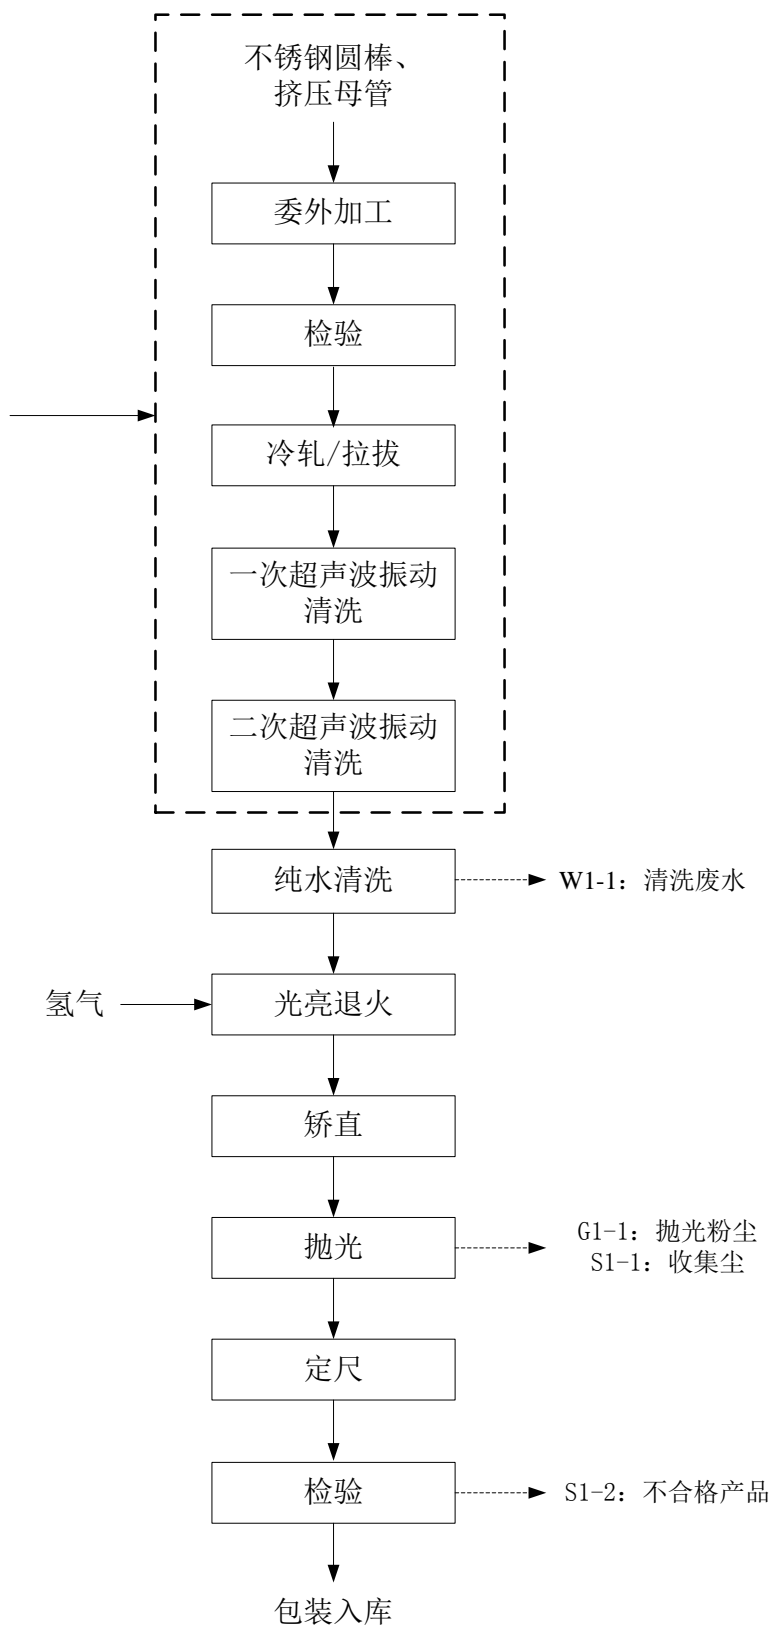 不锈钢圆棒、
挤压母管
委外加工
检验
冷轧/拉拔
一次超声波振动
清洗
二次超声波振动
清洗
纯水清洗
W1-1：清洗废水
氢气
光亮退火
矫直
抛光
G1-1：抛光粉尘
S1-1：收集尘
定尺
检验
S1-2：不合格产品
包装入库